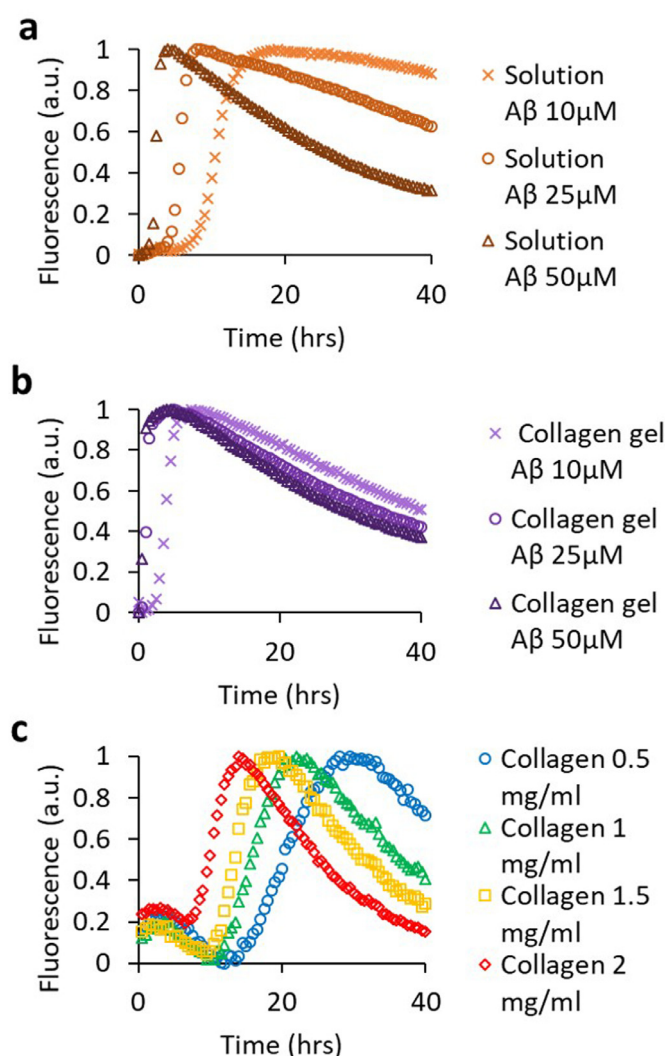 a
Fluorescence (a.u.)
1
0.8
0.6
0.4
0.2
0
0
20
40
Time (hrs)
Solution
Aβ 10µM
Solution
Aβ 25µM
Solution
Aβ 50µM
b
Fluorescence (a.u.)
1
0.8
0.6
0.4
0.2
0
0
20
40
Time (hrs)
Collagen gel
Aβ 10µM
Collagen gel
Aβ 25µM
Collagen gel
Aβ 50µM
c
Fluorescence (a.u.)
1
0.8
0.6
0.4
0.2
0
0
20
40
Time (hrs)
Collagen 0.5
mg/ml
Collagen 1
mg/ml
Collagen 1.5
mg/ml
Collagen 2
mg/ml